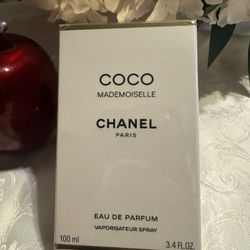 COCO
MADEMOISELLE
CHANEL
PARIS
EAU DE PARFUM
VAPORISATEUR SPRAY
100 ml 3.4 FL.OZ